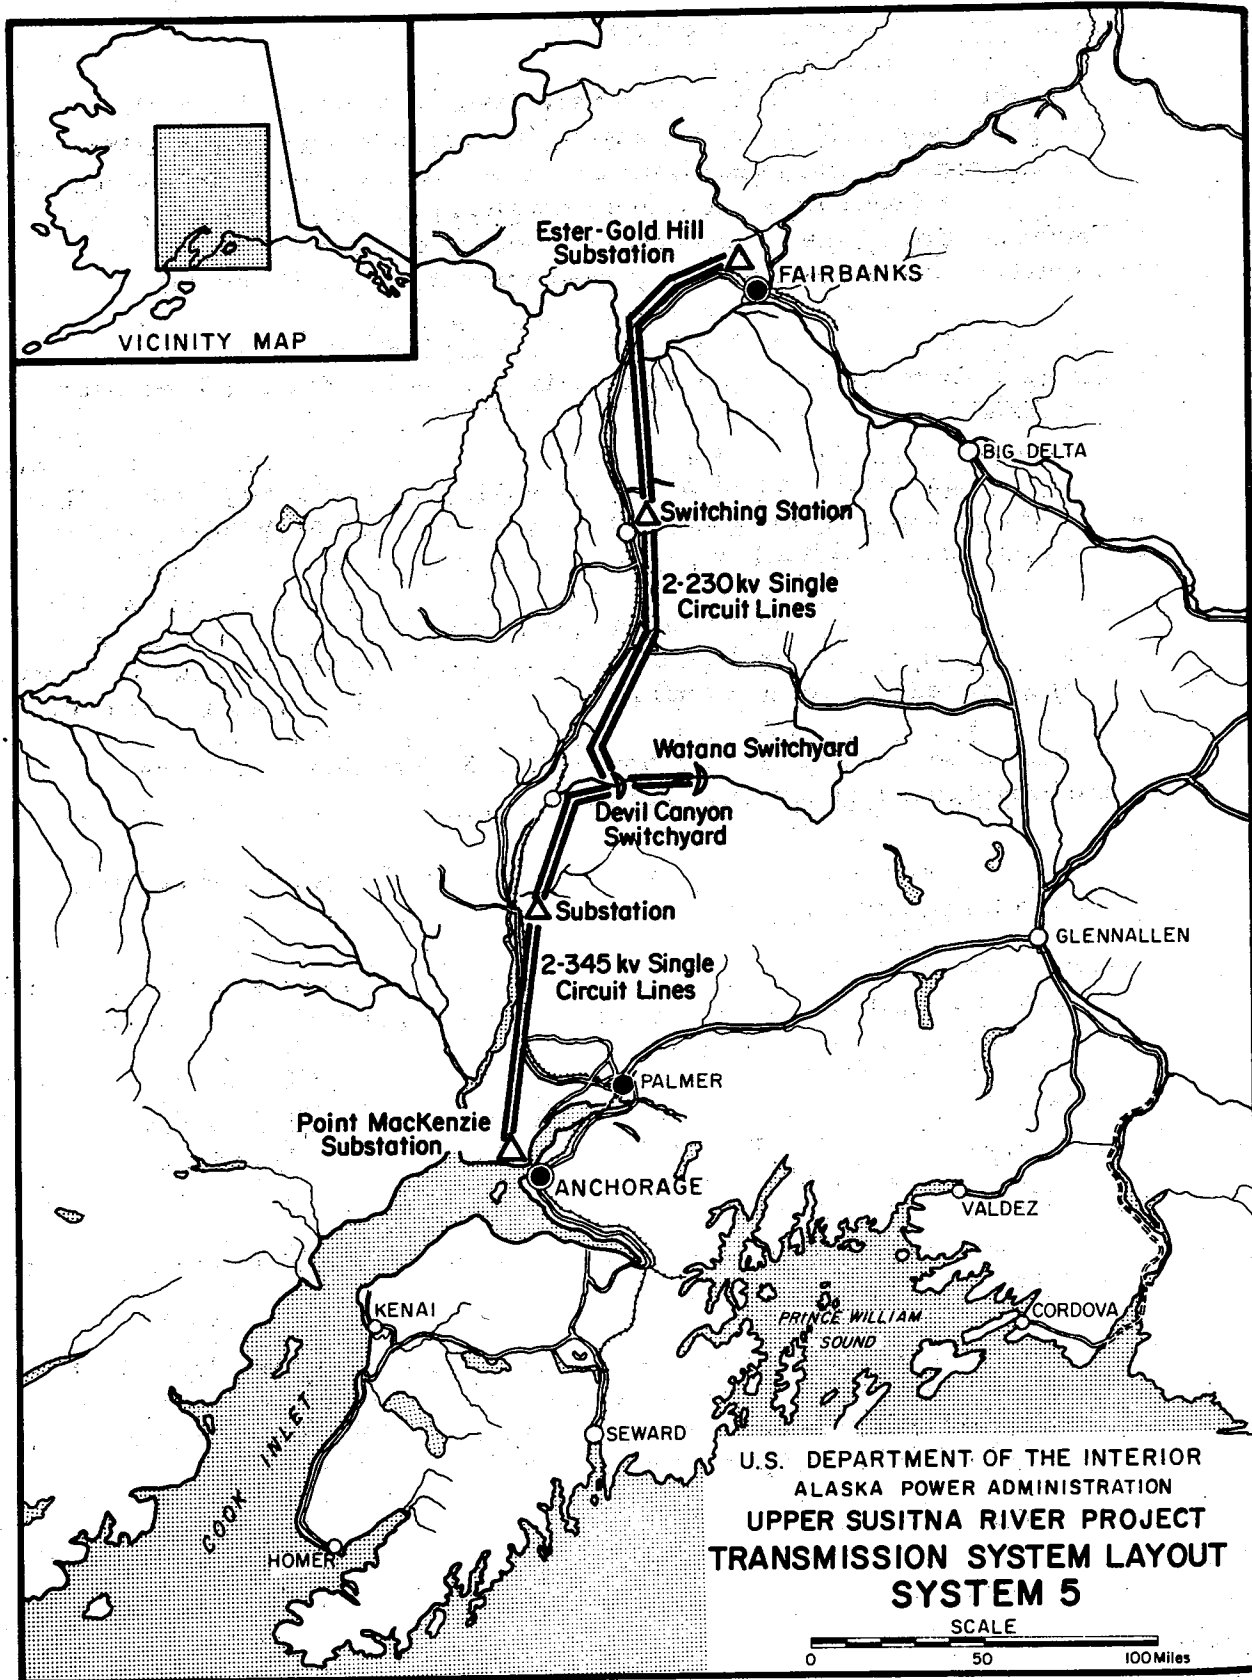 VICINITY MAP
Ester-Gold Hill
Substation
FAIRBANKS
BIG DELTA
Switching Station
2-230kv Single
Circuit Lines
Watana Switchyard
Devil Canyon
Switchyard
Substation
GLENNALLEN
2-345 kv Single
Circuit Lines
PALMER
Point MacKenzie
Substation
ANCHORAGE
VALDEZ
KENAI
PRINCE WILLIAM
SOUND
CORDOVA
COOK INLET
SEWARD
HOMER
U.S. DEPARTMENT OF THE INTERIOR
ALASKA POWER ADMINISTRATION
UPPER SUSITNA RIVER PROJECT
TRANSMISSION SYSTEM LAYOUT
SYSTEM 5
SCALE
0 50 100 Miles